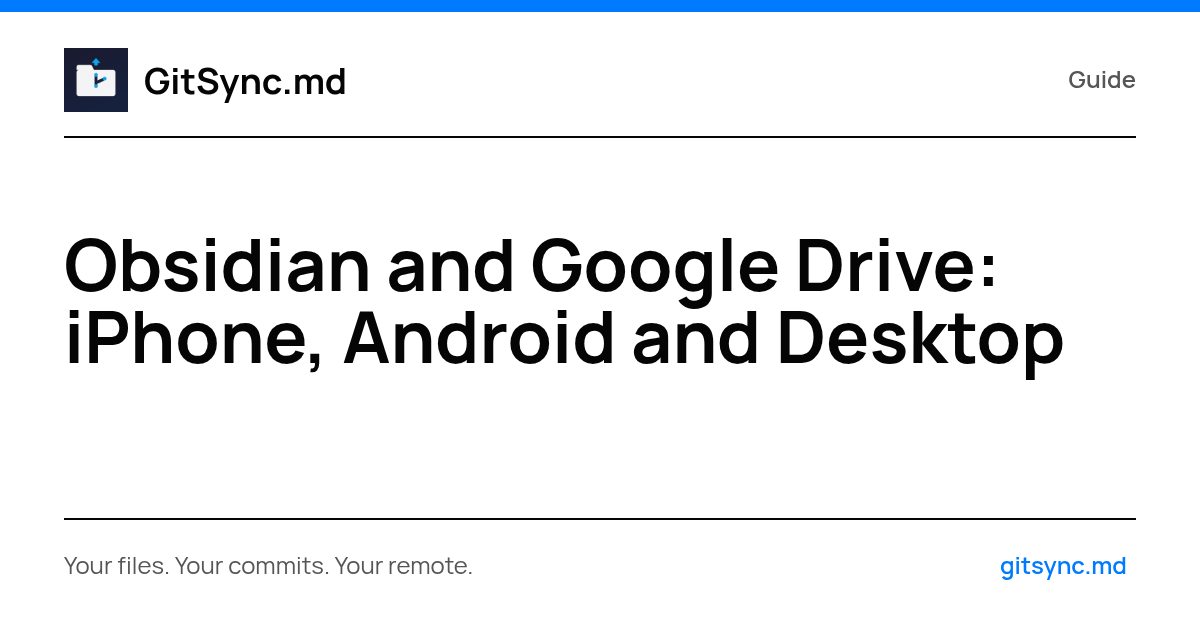 GitSync.md
Guide
Obsidian and Google Drive:
iPhone, Android and Desktop
Your files. Your commits. Your remote.
gitsync.md